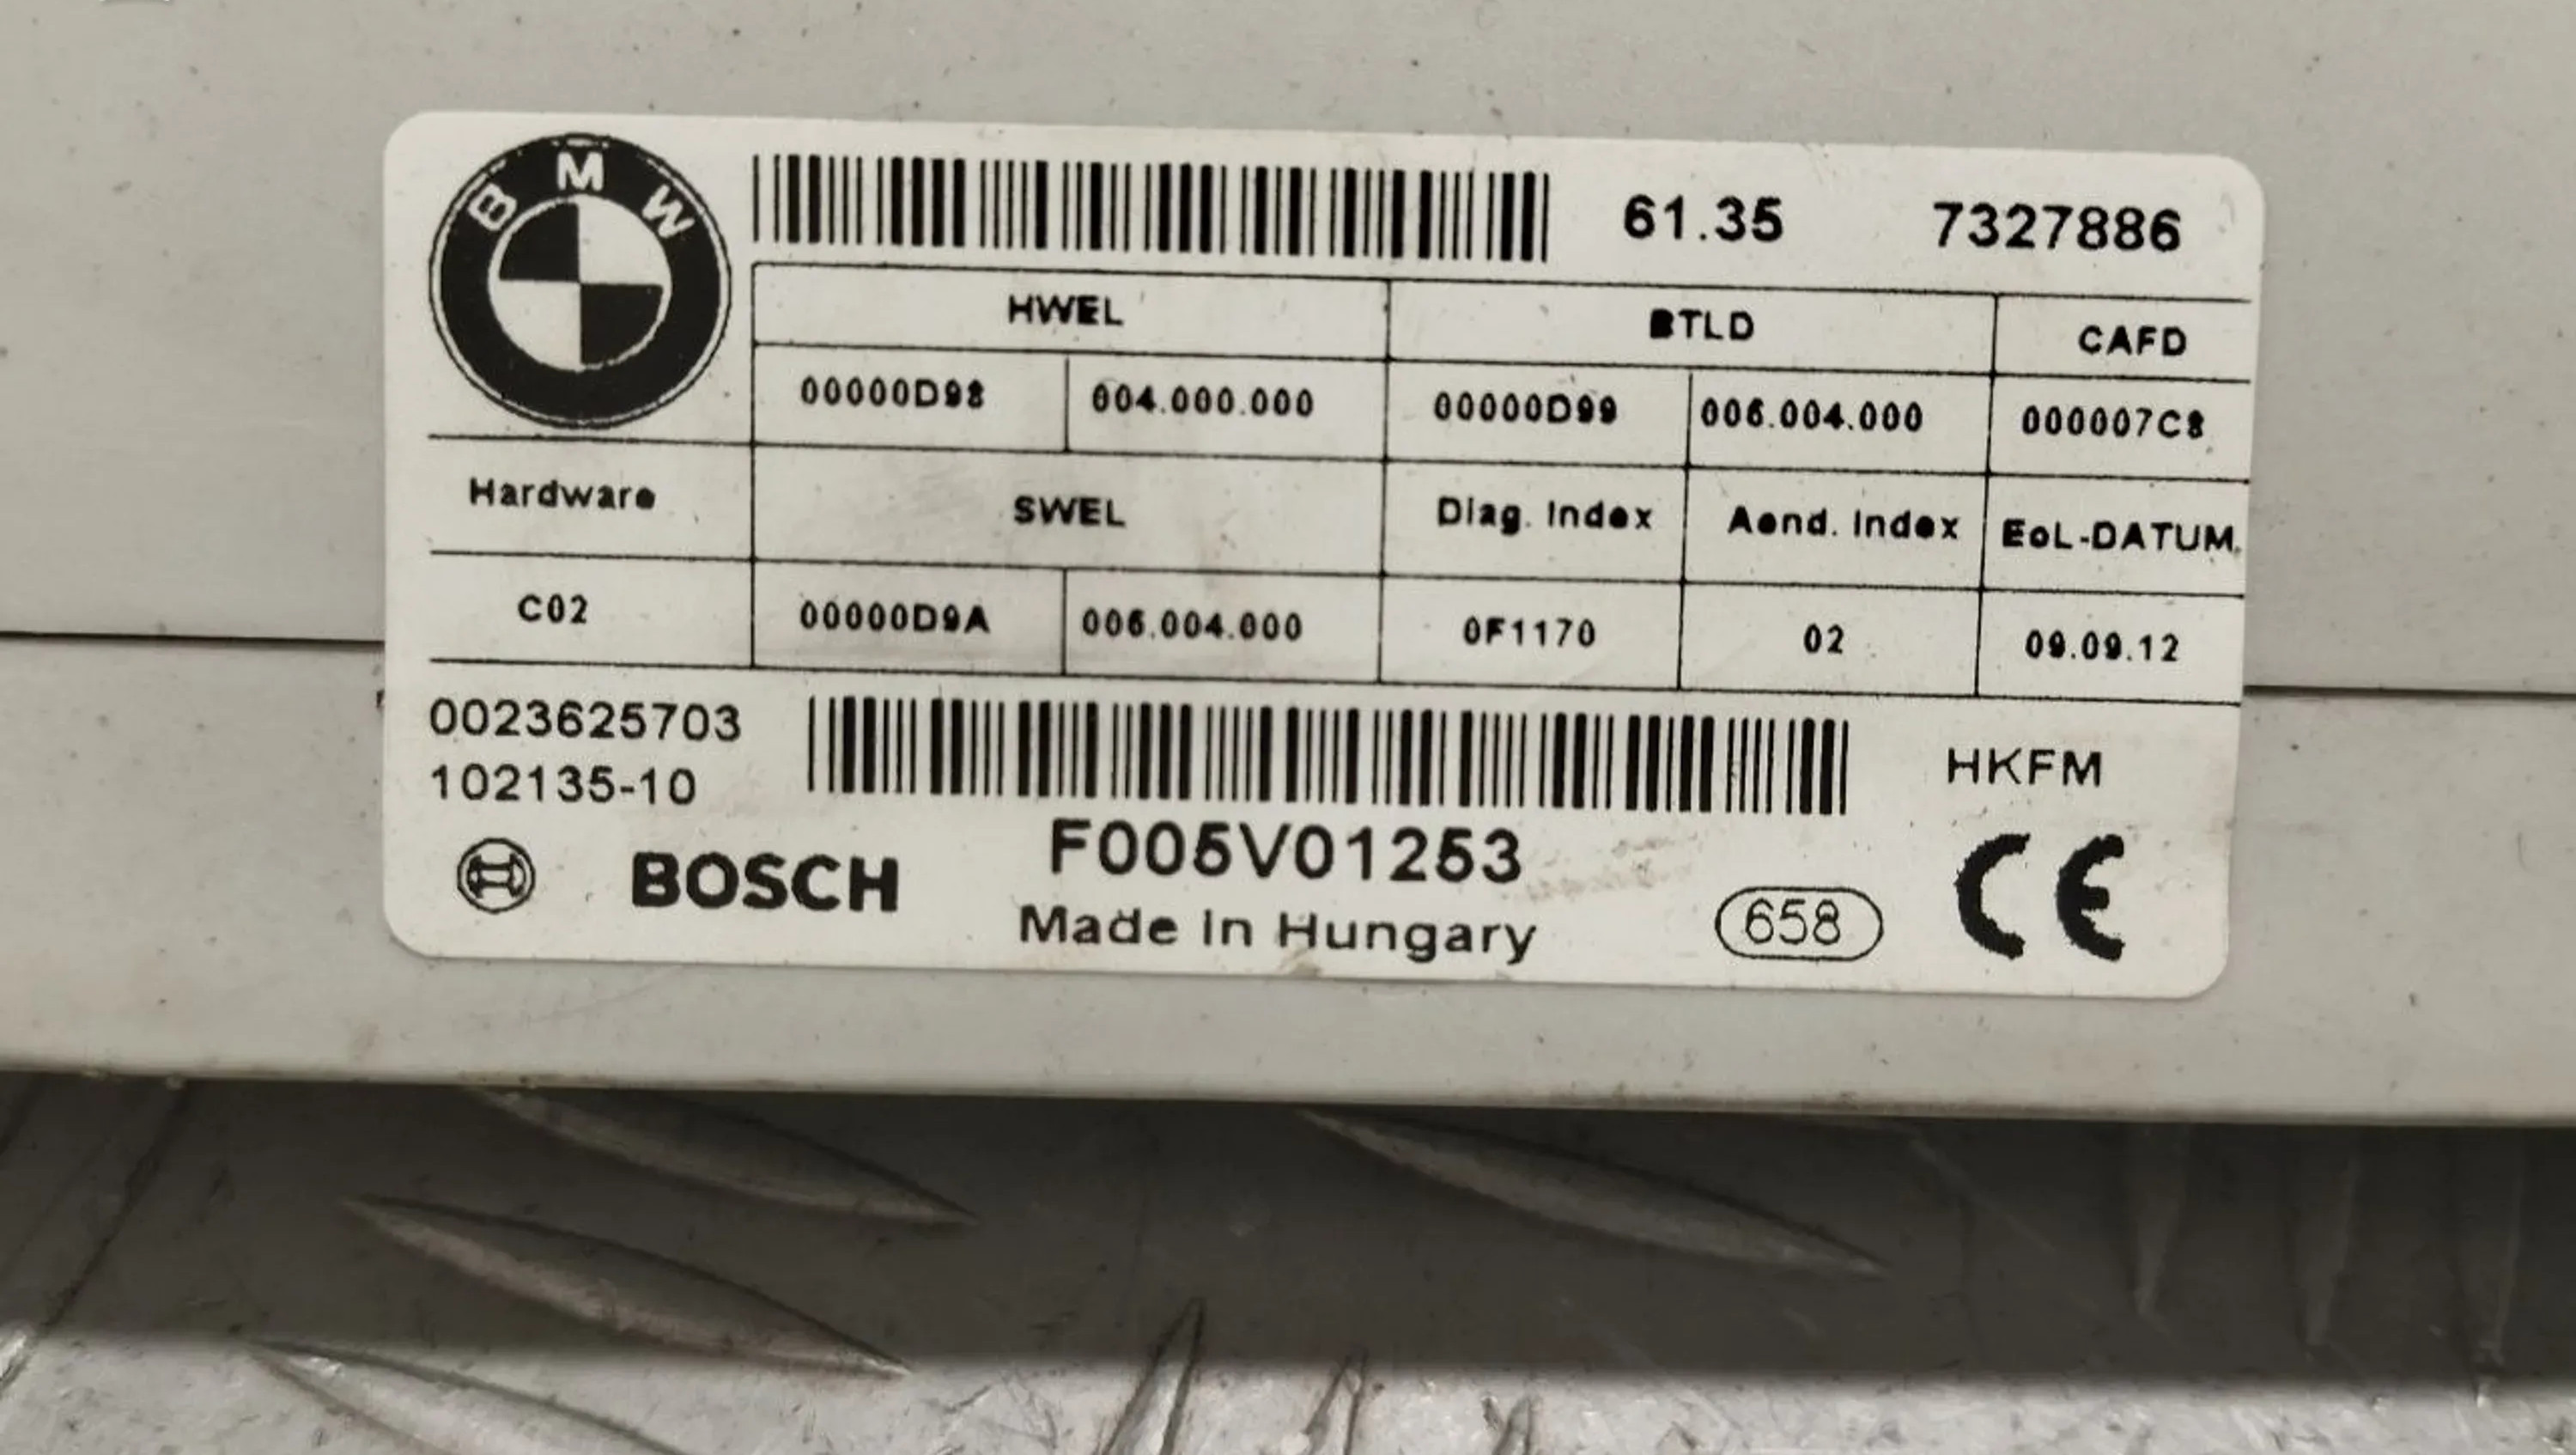 BMW
61.35 7327886
HWEL BTLD CAFD
00000D98 004.000.000 00000D99 006.004.000 000007C8
Hardware SWEL Diag. Index Aend. Index EoL-DATUM
C02 00000D9A 006.004.000 0F1170 02 09.09.12
0023625703
102135-10
HKFM
F005V01253
BOSCH
Made In Hungary
658
CE